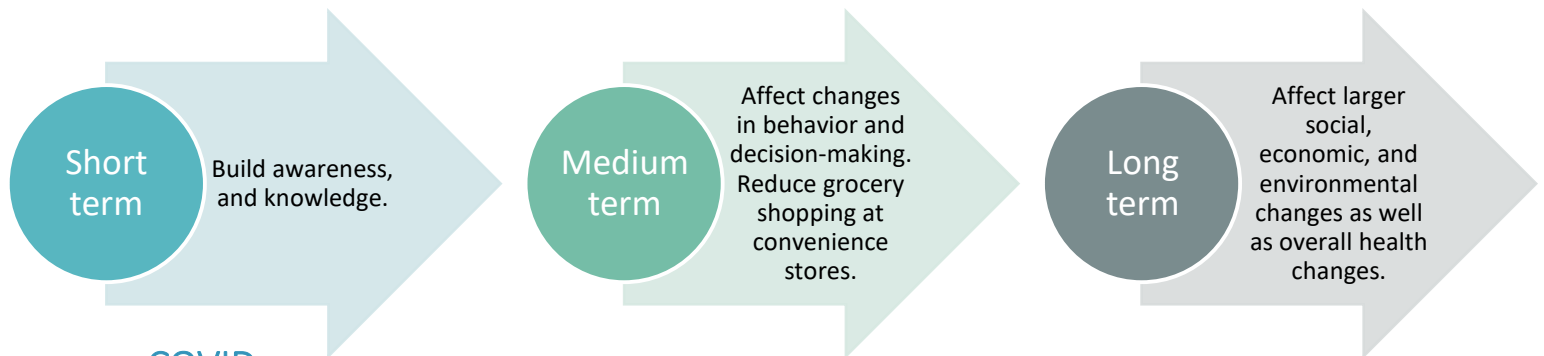 Short
term
Build awareness,
and knowledge.
Medium
term
Affect changes
in behavior and
decision-making.
Reduce grocery
shopping at
convenience
stores.
Long
term
Affect larger
social,
economic, and
environmental
changes as well
as overall health
changes.
COVID